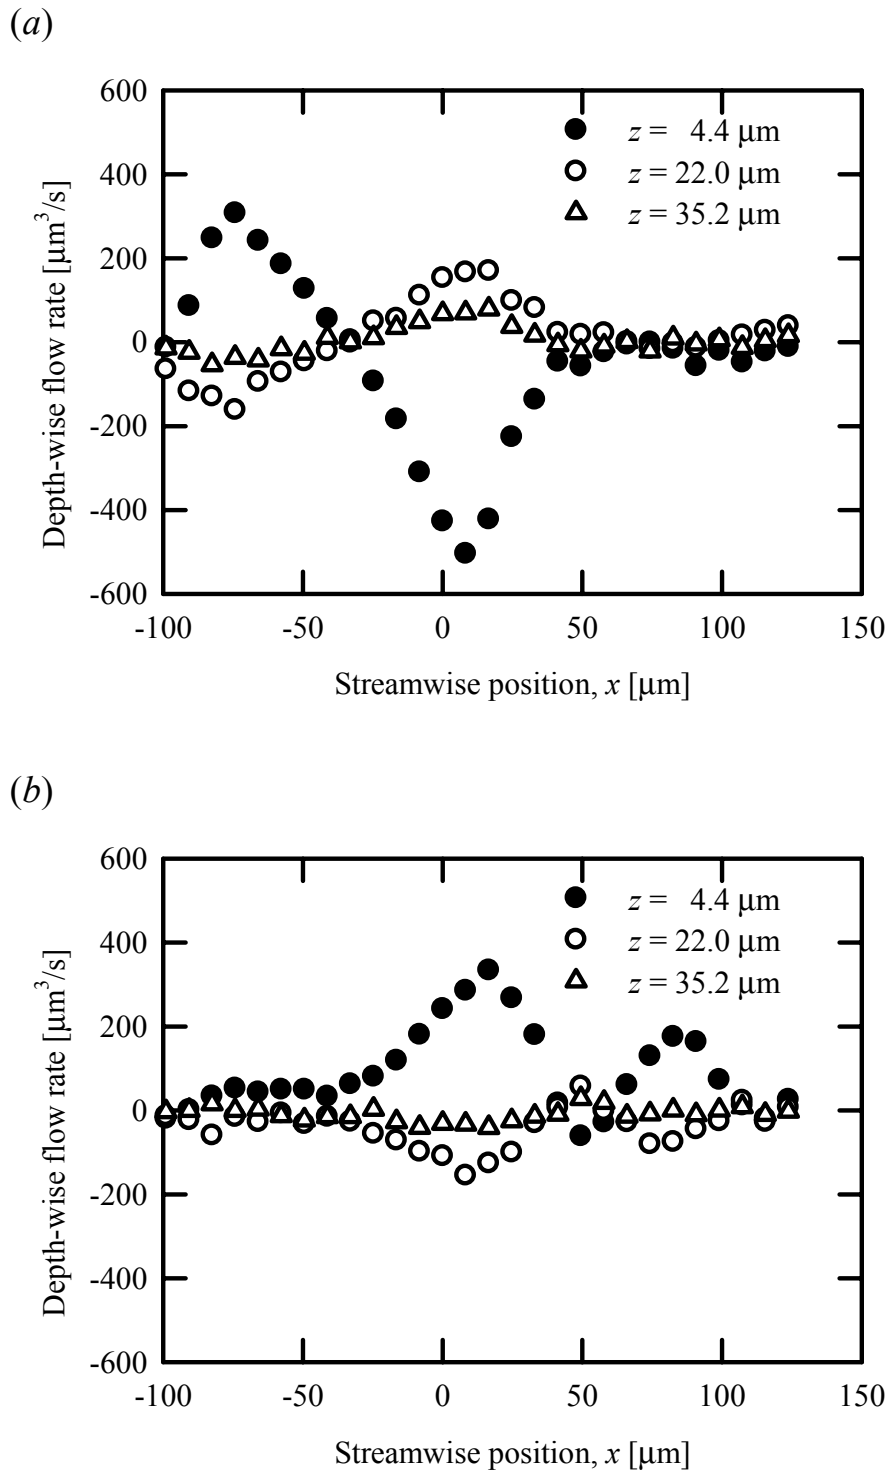 (a)
600
400
200
0
-200
-400
-600
Depth-wise flow rate [μm³/s]
z = 4.4 μm
z = 22.0 μm
z = 35.2 μm
-100 -50 0 50 100 150
Streamwise position, x [μm]
(b)
600
400
200
0
-200
-400
-600
Depth-wise flow rate [μm³/s]
z = 4.4 μm
z = 22.0 μm
z = 35.2 μm
-100 -50 0 50 100 150
Streamwise position, x [μm]